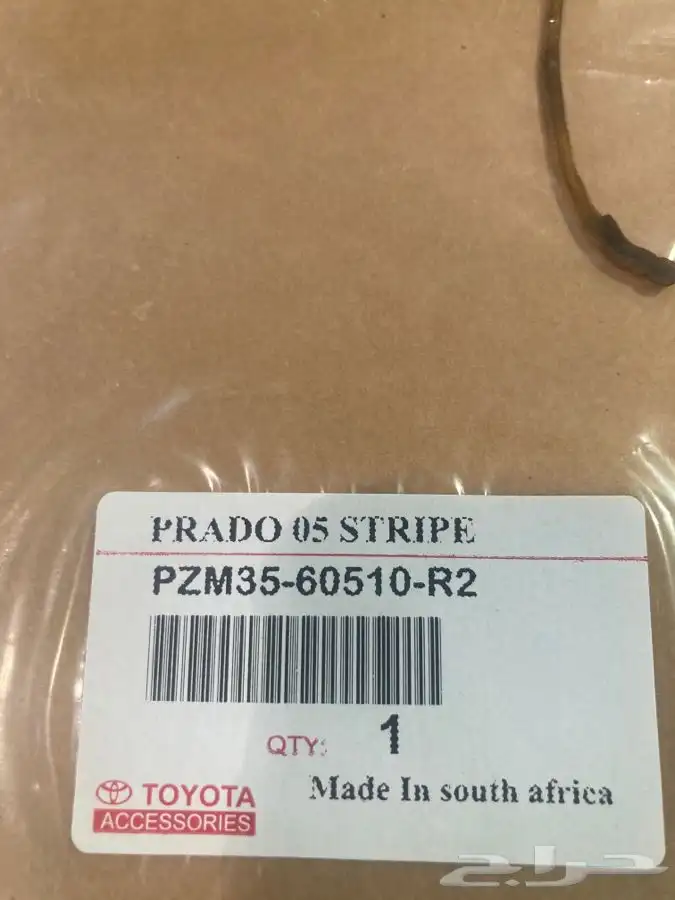 PRADO 05 STRIPE
PZM35-60510-R2
QTY: 1
Made In south africa
TOYOTA
ACCESSORIES
حراج